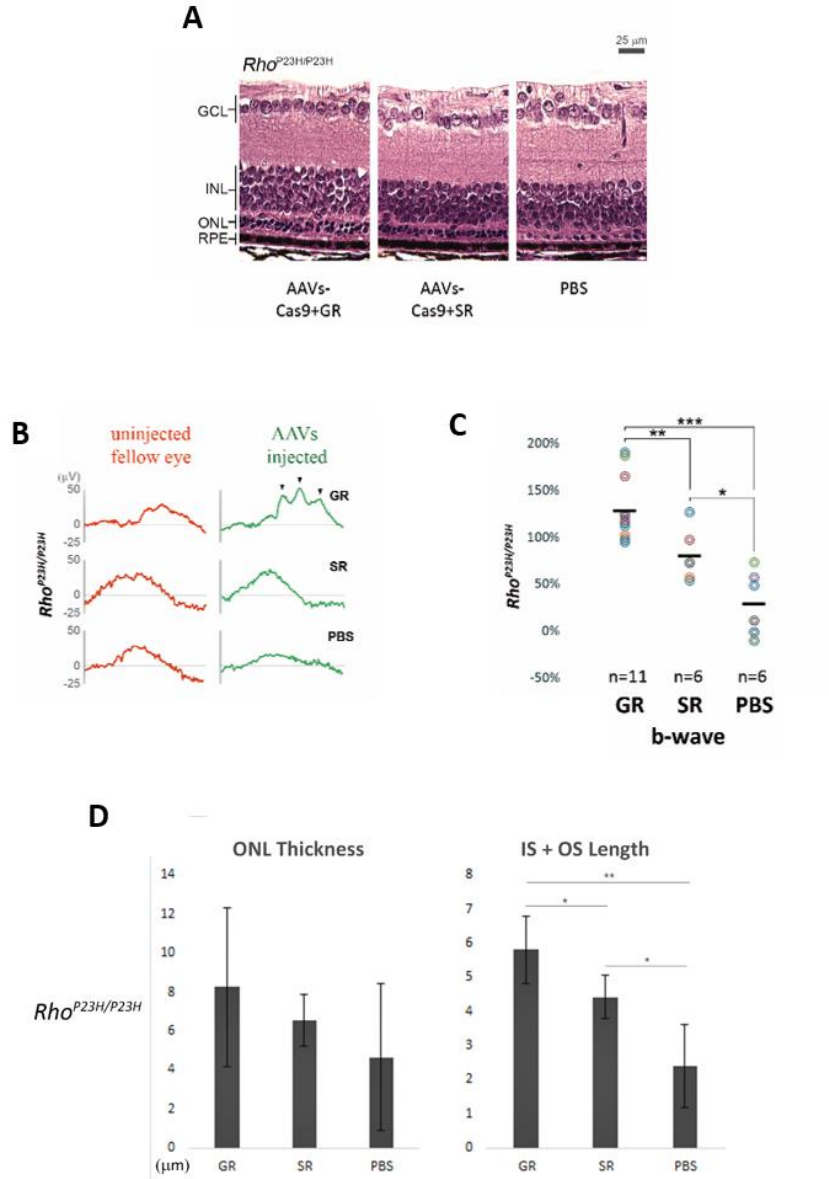 A
25 μm
Rho^P23H/P23H
GCL
INL
ONL
RPE
AAVs-
Cas9+GR
AAVs-
Cas9+SR
PBS
B
uninjected
fellow eye
AAVs
injected
(μV)
50
0
-25
GR
50
0
-25
SR
50
0
-25
PBS
Rho^P23H/P23H
C
200%
150%
100%
50%
0%
-50%
Rho^P23H/P23H
***
**
*
n=11
n=6
n=6
GR
SR
PBS
b-wave
D
ONL Thickness
14
12
10
8
6
4
2
0
(μm)
GR
SR
PBS
Rho^P23H/P23H
IS + OS Length
8
7
6
5
4
3
2
1
0
**
*
*
GR
SR
PBS